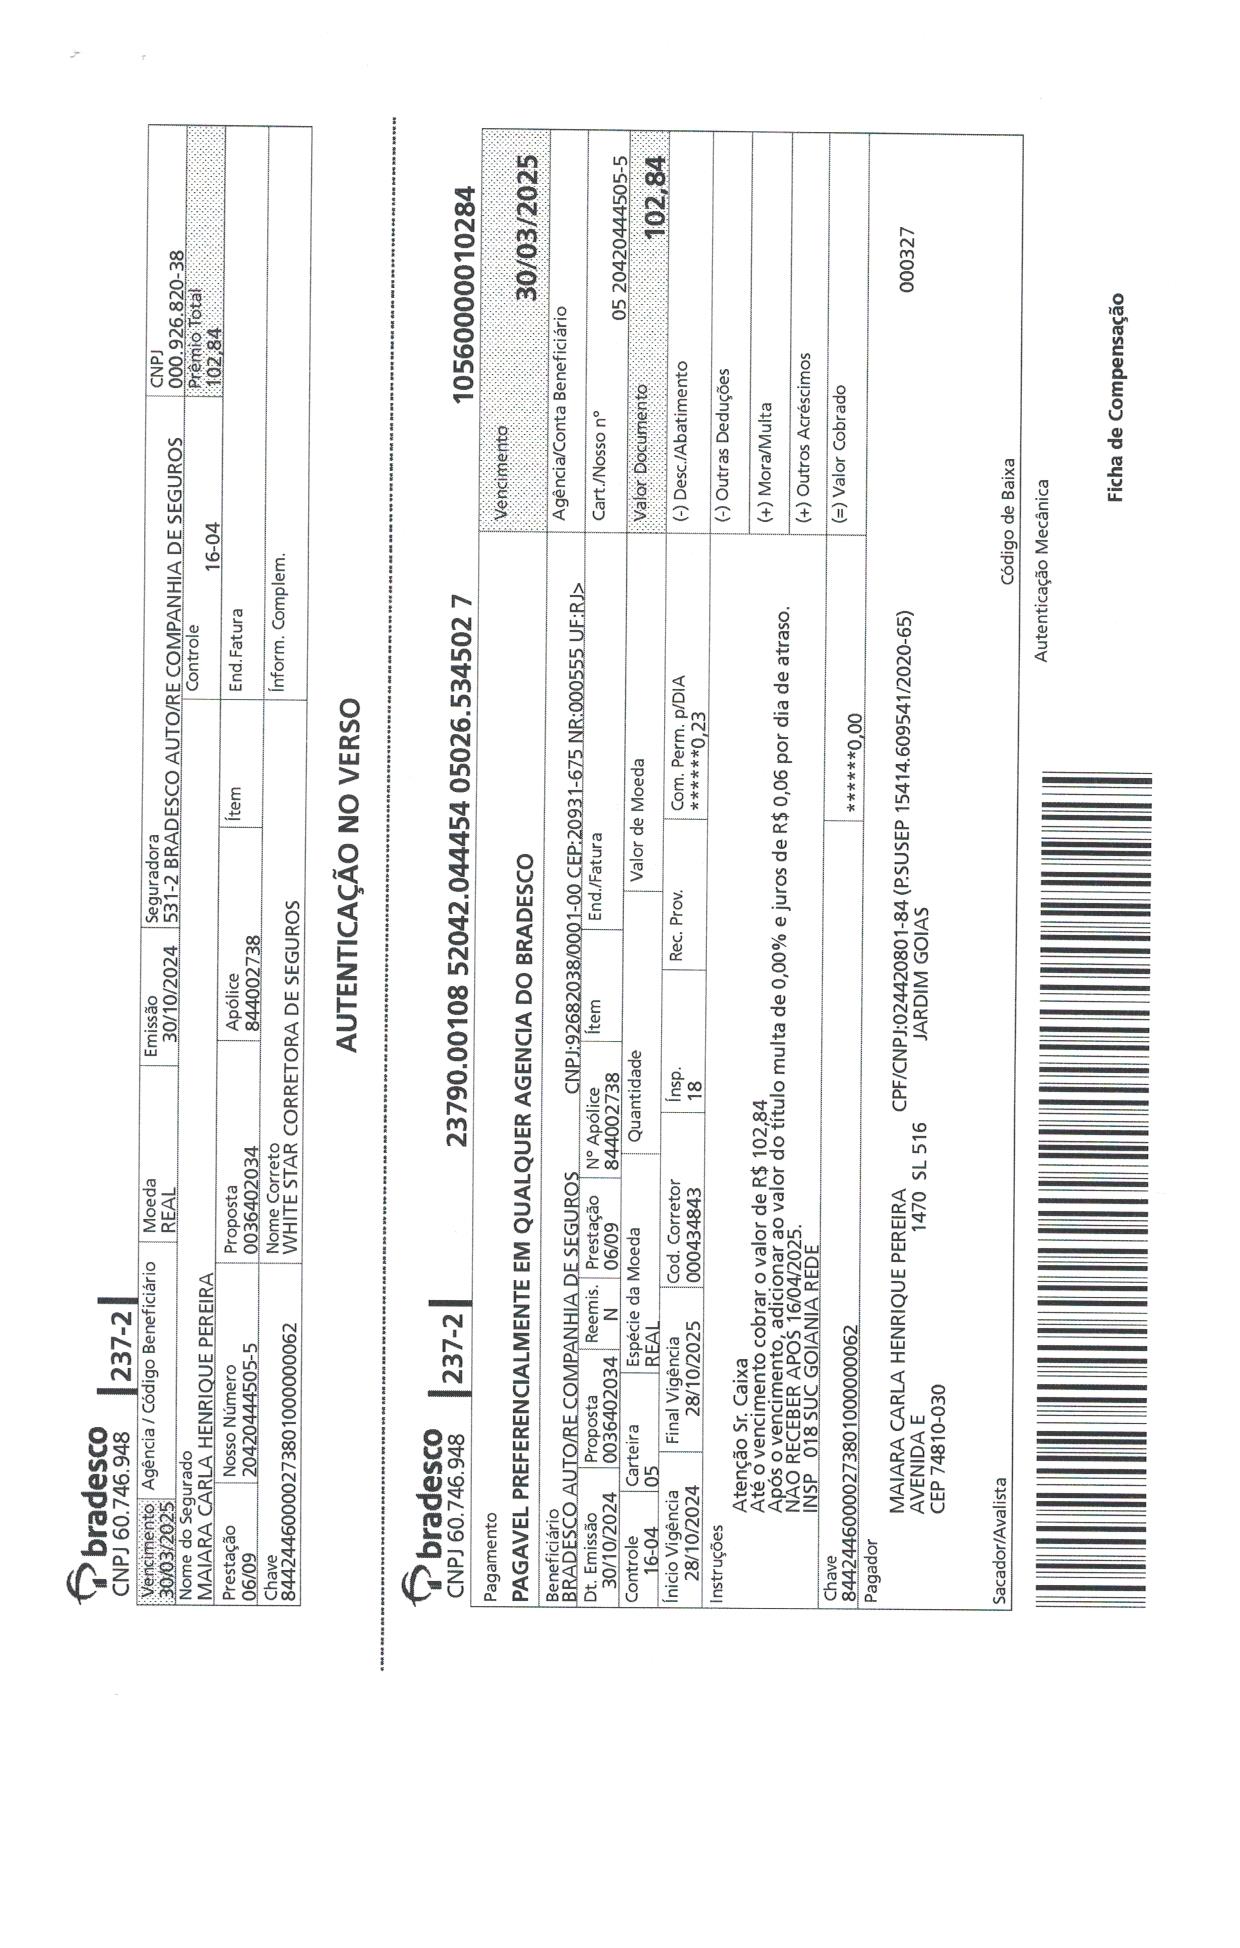 bradesco
CNPJ 60.746.948 237-2
Vencimento Agência / Código Beneficiário Moeda Emissão Seguradora CNPJ
30/03/2025 REAL 30/10/2024 531-2 BRADESCO AUTO/RE COMPANHIA DE SEGUROS 000.926.820-38
Nome do Segurado Controle Prêmio Total
MAIARA CARLA HENRIQUE PEREIRA 16-04 102,84
Prestação Nosso Número Proposta Apólice Ítem End.Fatura
06/09 20420444505-5 0036402034 844002738
Chave Nome Correto Ínform. Complem.
8442446000027380100000062 WHITE STAR CORRETORA DE SEGUROS
AUTENTICAÇÃO NO VERSO
bradesco
CNPJ 60.746.948 237-2 23790.00108 52042.044454 05026.534502 7 10560000010284
Pagamento Vencimento
PAGAVEL PREFERENCIALMENTE EM QUALQUER AGENCIA DO BRADESCO 30/03/2025
Beneficiário Agência/Conta Beneficiário
BRADESCO AUTO/RE COMPANHIA DE SEGUROS CNPJ:92682038/0001-00 CEP:20931-675 NR:000555 UF:RJ>
Dt. Emissão Proposta Reemis. Prestação Nº Apólice Ítem End./Fatura Cart./Nosso nº
30/10/2024 0036402034 N 06/09 844002738 05 20420444505-5
Controle Carteira Espécie da Moeda Quantidade Valor de Moeda Valor Documento
16-04 05 REAL 102,84
Ínicio Vigência Final Vigência Cod. Corretor Ínsp. Rec. Prov. Com. Perm. p/DIA (-) Desc./Abatimento
28/10/2024 28/10/2025 000434843 18 ******0,23
Instruções (-) Outras Deduções
Atenção Sr. Caixa
Até o vencimento cobrar o valor de R$ 102,84 (+) Mora/Multa
Após o vencimento, adicionar ao valor do título multa de 0,00% e juros de R$ 0,06 por dia de atraso.
NÃO RECEBER APÓS 16/04/2025. (+) Outros Acréscimos
INSP 018 SUC GOIANIA REDE
Chave (=) Valor Cobrado
8442446000027380100000062 ******0,00
Pagador
MAIARA CARLA HENRIQUE PEREIRA CPF/CNPJ:024420801-84 (P.SUSEP 15414.609541/2020-65) 000327
AVENIDA E 1470 SL 516 JARDIM GOIAS
CEP 74810-030
Sacador/Avalista Código de Baixa
Autenticação Mecânica
Ficha de Compensação